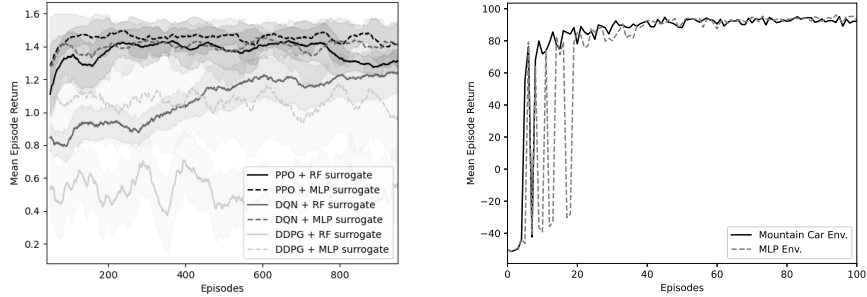 1.6
1.4
1.2
1.0
0.8
0.6
0.4
0.2
Mean Episode Return
200
400
600
800
Episodes
PPO + RF surrogate
PPO + MLP surrogate
DQN + RF surrogate
DQN + MLP surrogate
DDPG + RF surrogate
DDPG + MLP surrogate
100
80
60
40
20
0
−20
−40
Mean Episode Return
0
20
40
60
80
100
Episodes
Mountain Car Env.
MLP Env.